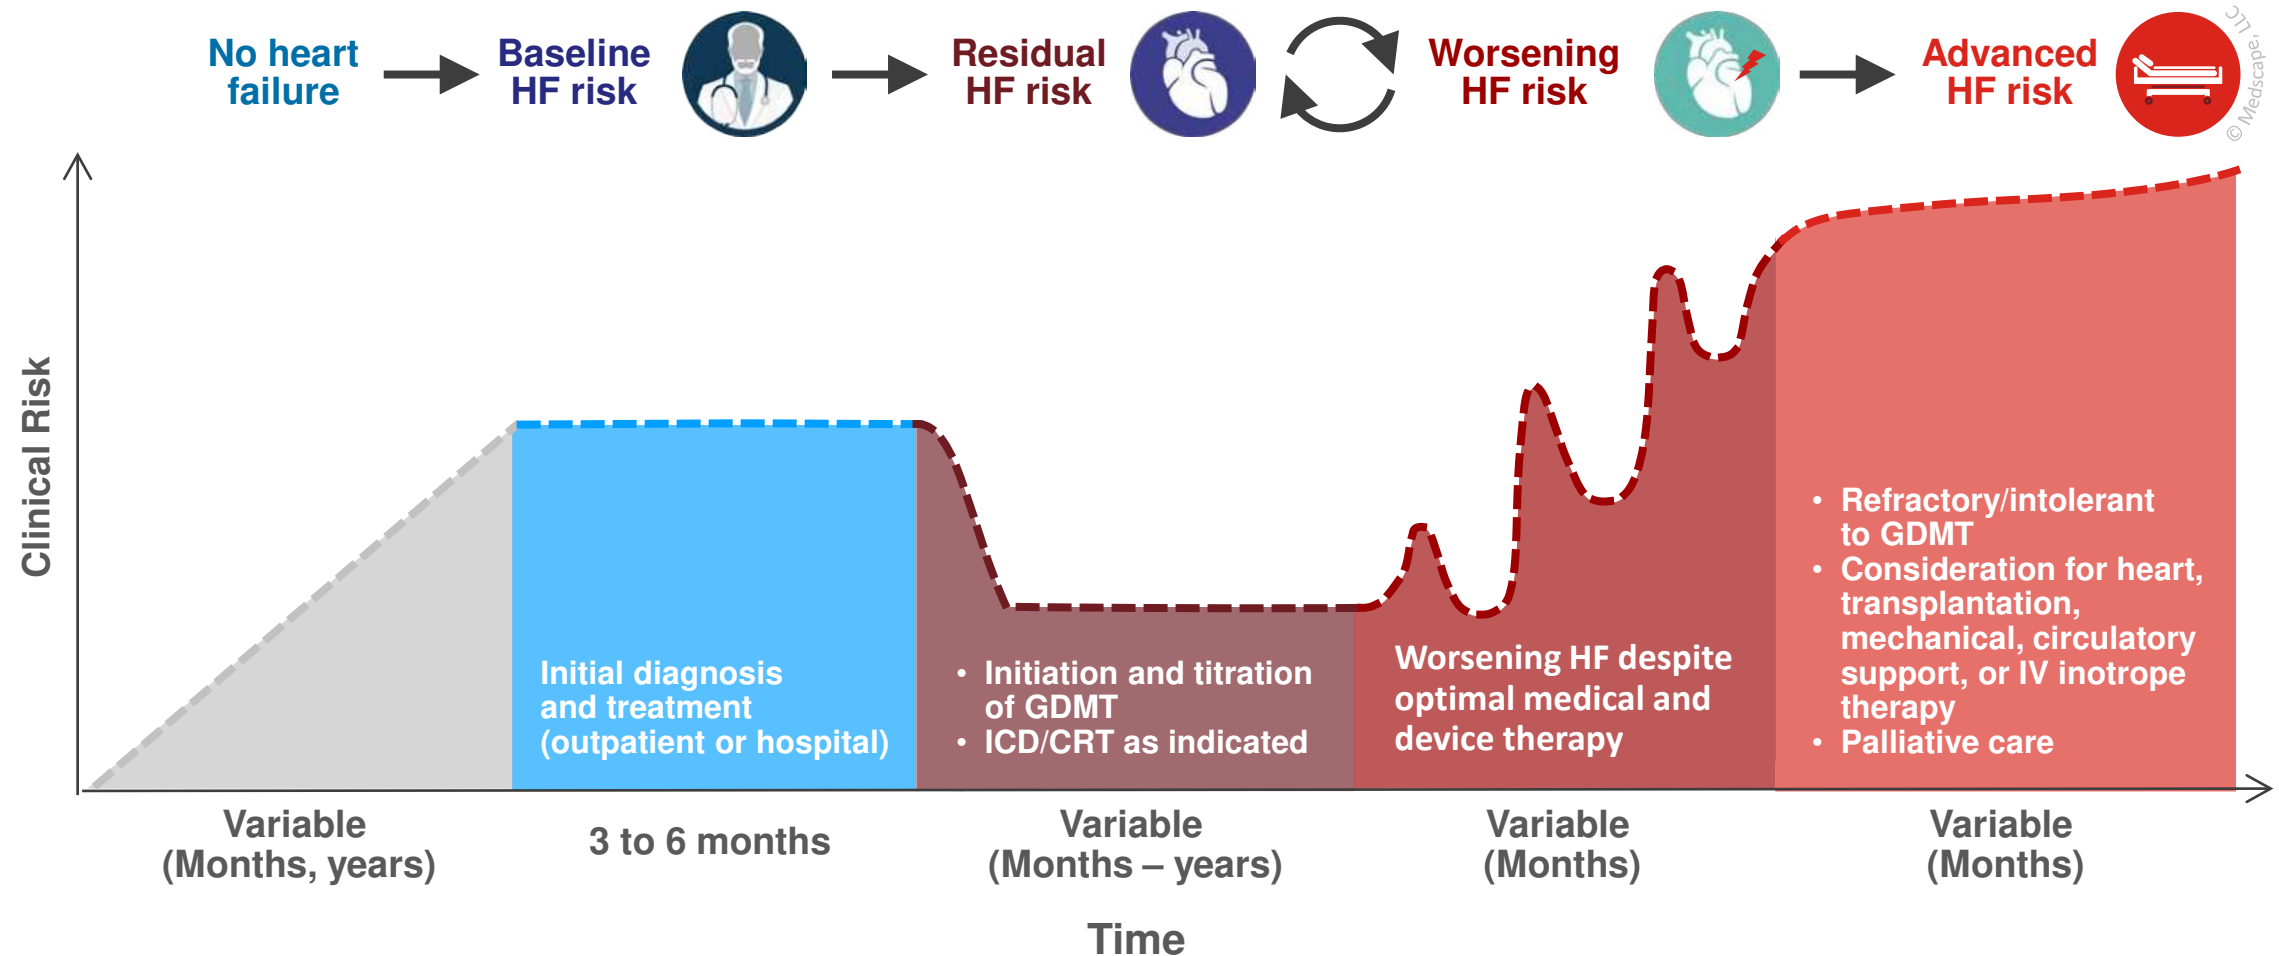 No heart
failure
Baseline
HF risk
Residual
HF risk
Worsening
HF risk
Advanced
HF risk
© Medscape, LLC
Clinical Risk
Initial diagnosis
and treatment
(outpatient or hospital)
• Initiation and titration
of GDMT
• ICD/CRT as indicated
Worsening HF despite
optimal medical and
device therapy
• Refractory/intolerant
to GDMT
• Consideration for heart,
transplantation,
mechanical, circulatory
support, or IV inotrope
therapy
• Palliative care
Variable
(Months, years)
3 to 6 months
Variable
(Months – years)
Variable
(Months)
Variable
(Months)
Time